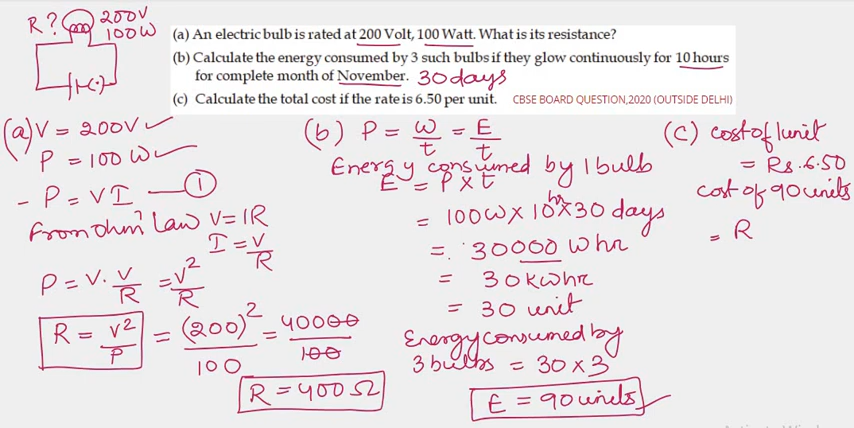 R?
200V
100W
(a) An electric bulb is rated at 200 Volt, 100 Watt. What is its resistance?
(b) Calculate the energy consumed by 3 such bulbs if they glow continuously for 10 hours
for complete month of November. 30 days
(c) Calculate the total cost if the rate is 6.50 per unit. CBSE BOARD QUESTION,2020 (OUTSIDE DELHI)
(a) V = 200V
P = 100 W
- P = VI — ①
From ohm's law V = IR
I = V/R
P = V. V/R = V²/R
R = V²/P = (200)²/100 = 40000/100
R = 400 Ω
(b) P = W/t = E/t
Energy consumed by 1 bulb
E = P x t
= 100W x 10hr x 30 days
= 30000 W hr
= 30 kwhr
= 30 unit
Energy consumed by
3 bulbs = 30 x 3
E = 90 units
(C) cost of 1 unit
= Rs. 6.50
cost of 90 units
= R